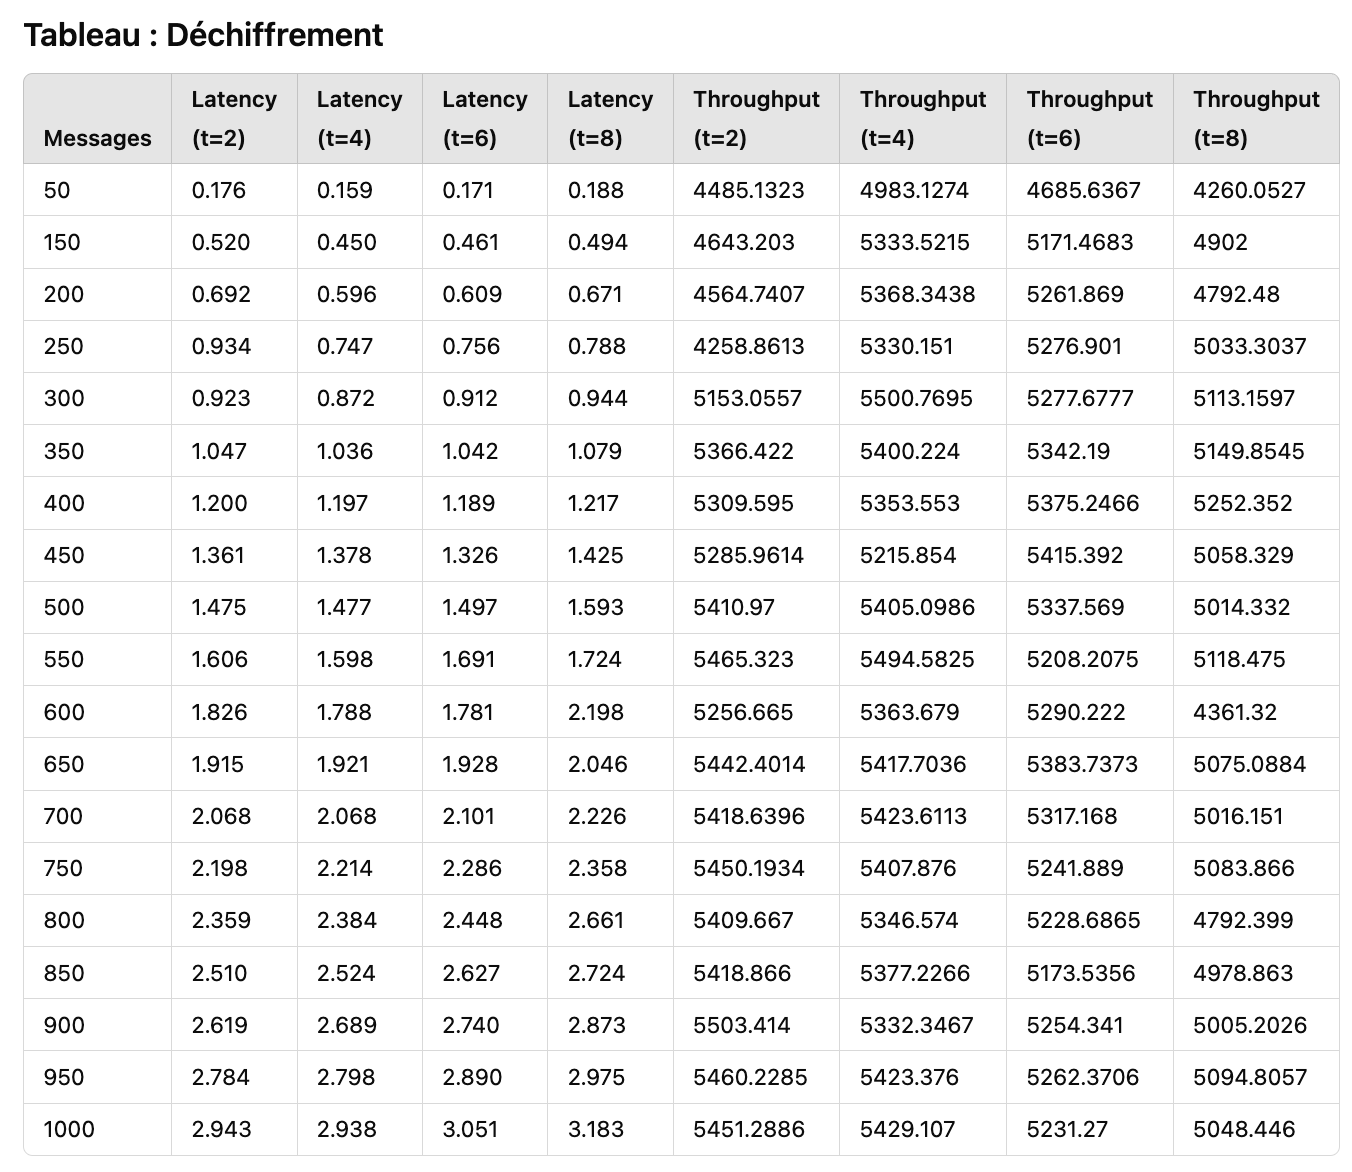 Tableau : Déchiffrement
Messages Latency (t=2) Latency (t=4) Latency (t=6) Latency (t=8) Throughput (t=2) Throughput (t=4) Throughput (t=6) Throughput (t=8)
50 0.176 0.159 0.171 0.188 4485.1323 4983.1274 4685.6367 4260.0527
150 0.520 0.450 0.461 0.494 4643.203 5333.5215 5171.4683 4902
200 0.692 0.596 0.609 0.671 4564.7407 5368.3438 5261.869 4792.48
250 0.934 0.747 0.756 0.788 4258.8613 5330.151 5276.901 5033.3037
300 0.923 0.872 0.912 0.944 5153.0557 5500.7695 5277.6777 5113.1597
350 1.047 1.036 1.042 1.079 5366.422 5400.224 5342.19 5149.8545
400 1.200 1.197 1.189 1.217 5309.595 5353.553 5375.2466 5252.352
450 1.361 1.378 1.326 1.425 5285.9614 5215.854 5415.392 5058.329
500 1.475 1.477 1.497 1.593 5410.97 5405.0986 5337.569 5014.332
550 1.606 1.598 1.691 1.724 5465.323 5494.5825 5208.2075 5118.475
600 1.826 1.788 1.781 2.198 5256.665 5363.679 5290.222 4361.32
650 1.915 1.921 1.928 2.046 5442.4014 5417.7036 5383.7373 5075.0884
700 2.068 2.068 2.101 2.226 5418.6396 5423.6113 5317.168 5016.151
750 2.198 2.214 2.286 2.358 5450.1934 5407.876 5241.889 5083.866
800 2.359 2.384 2.448 2.661 5409.667 5346.574 5228.6865 4792.399
850 2.510 2.524 2.627 2.724 5418.866 5377.2266 5173.5356 4978.863
900 2.619 2.689 2.740 2.873 5503.414 5332.3467 5254.341 5005.2026
950 2.784 2.798 2.890 2.975 5460.2285 5423.376 5262.3706 5094.8057
1000 2.943 2.938 3.051 3.183 5451.2886 5429.107 5231.27 5048.446